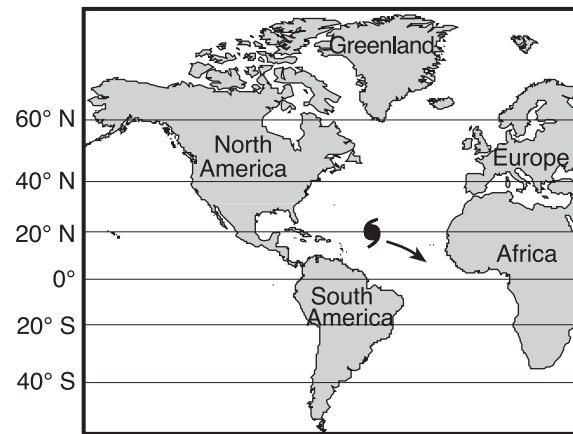 Greenland
60° N
North
America
Europe
40° N
20° N
Africa
0°
South
America
20° S
40° S